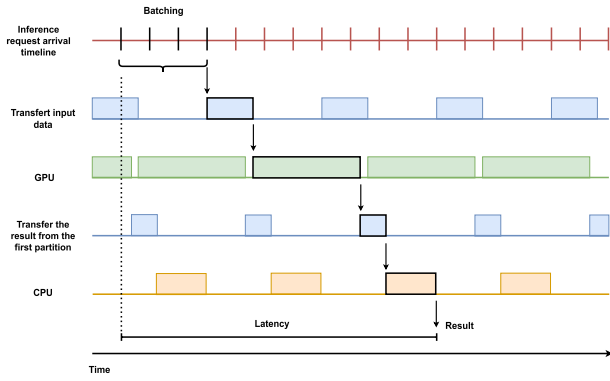 Batching
Inference
request arrival
timeline
Transfert input
data
GPU
Transfer the
result from the
first partition
CPU
Latency
Result
Time